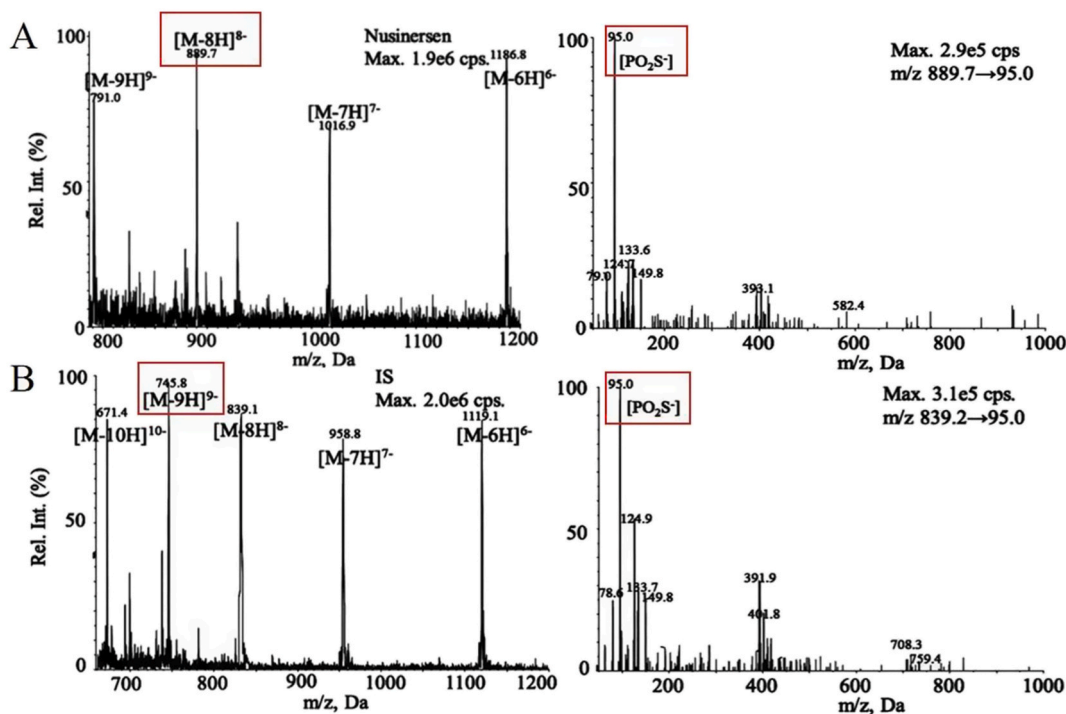 A
Rel. Int. (%)
100
50
0
[M-9H]⁹⁻
791.0
[M-8H]⁸⁻
889.7
Nusinersen
Max. 1.9e6 cps.
[M-7H]⁷⁻
1016.9
1186.8
[M-6H]⁶⁻
800
900
1000
1100
1200
m/z, Da
100
50
0
95.0
[PO₂S⁻]
Max. 2.9e5 cps
m/z 889.7→95.0
79.0
124.7
133.6
149.8
393.1
582.4
200
400
600
800
1000
m/z, Da
B
Rel. Int. (%)
100
50
0
671.4
[M-10H]¹⁰⁻
745.8
[M-9H]⁹⁻
839.1
[M-8H]⁸⁻
IS
Max. 2.0e6 cps.
958.8
[M-7H]⁷⁻
1119.1
[M-6H]⁶⁻
700
800
900
1000
1100
1200
m/z, Da
100
50
0
95.0
[PO₂S⁻]
Max. 3.1e5 cps.
m/z 839.2→95.0
78.6
124.9
133.7
149.8
391.9
401.8
708.3
759.4
200
400
600
800
1000
m/z, Da